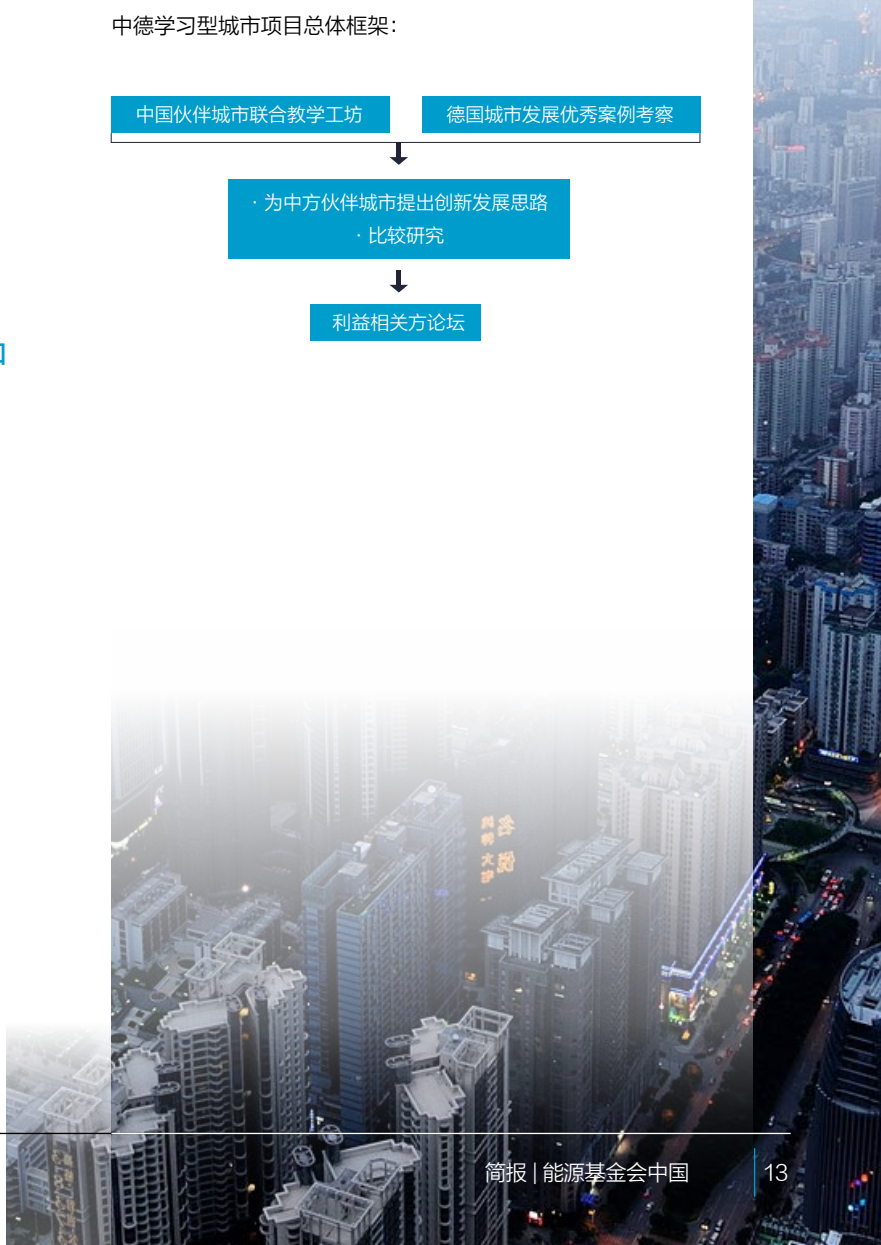 中德学习型城市项目总体框架：
中国伙伴城市联合教学工坊
德国城市发展优秀案例考察
· 为中方伙伴城市提出创新发展思路
· 比较研究
利益相关方论坛
简报 | 能源基金会中国
13